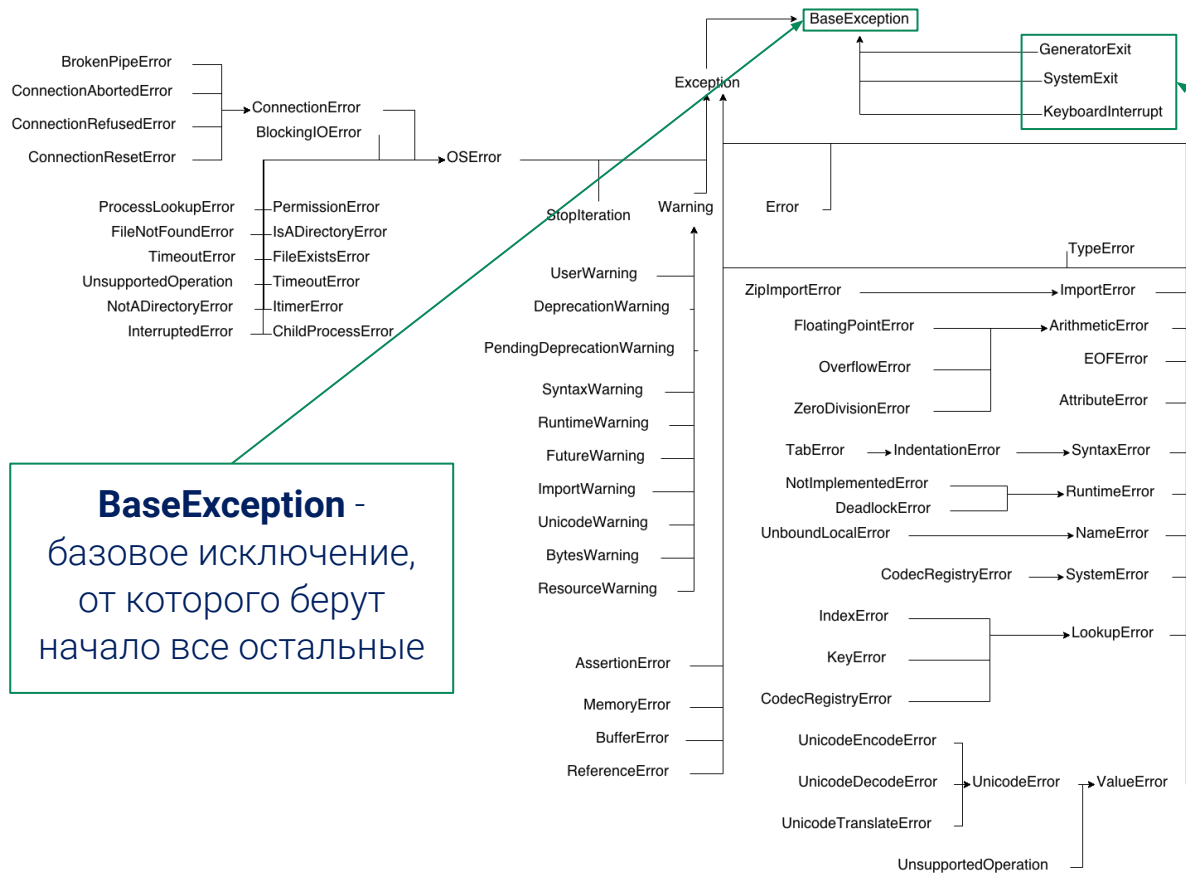 BaseException
GeneratorExit
SystemExit
KeyboardInterrupt
Exception
BrokenPipeError
ConnectionAbortedError
ConnectionRefusedError
ConnectionResetError
ConnectionError
BlockingIOError
OSError
ProcessLookupError PermissionError
FileNotFoundError IsADirectoryError
TimeoutError FileExistsError
UnsupportedOperation TimeoutError
NotADirectoryError ItimerError
InterruptedError ChildProcessError
StopIteration
Warning
Error
UserWarning
DeprecationWarning
PendingDeprecationWarning
SyntaxWarning
RuntimeWarning
FutureWarning
ImportWarning
UnicodeWarning
BytesWarning
ResourceWarning
AssertionError
MemoryError
BufferError
ReferenceError
TypeError
ZipImportError ImportError
FloatingPointError ArithmeticError
OverflowError
EOFError
ZeroDivisionError
AttributeError
TabError IndentationError SyntaxError
NotImplementedError
DeadlockError
RuntimeError
UnboundLocalError NameError
CodecRegistryError SystemError
IndexError
KeyError
CodecRegistryError
LookupError
UnicodeEncodeError
UnicodeDecodeError UnicodeError ValueError
UnicodeTranslateError
UnsupportedOperation
BaseException -
базовое исключение,
от которого берут
начало все остальные